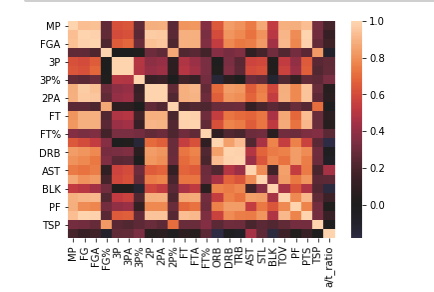 MP
FGA
3P
3P%
2PA
FT
FT%
DRB
AST
BLK
PF
TSP
1.0
0.8
0.6
0.4
0.2
0.0
MP
FG
FGA
FG%
3P
3PA
3P%
2P
2PA
2P%
FT
FTA
FT%
ORB
DRB
TRB
AST
STL
BLK
TOV
PF
PTS
TSP
a/t_ratio